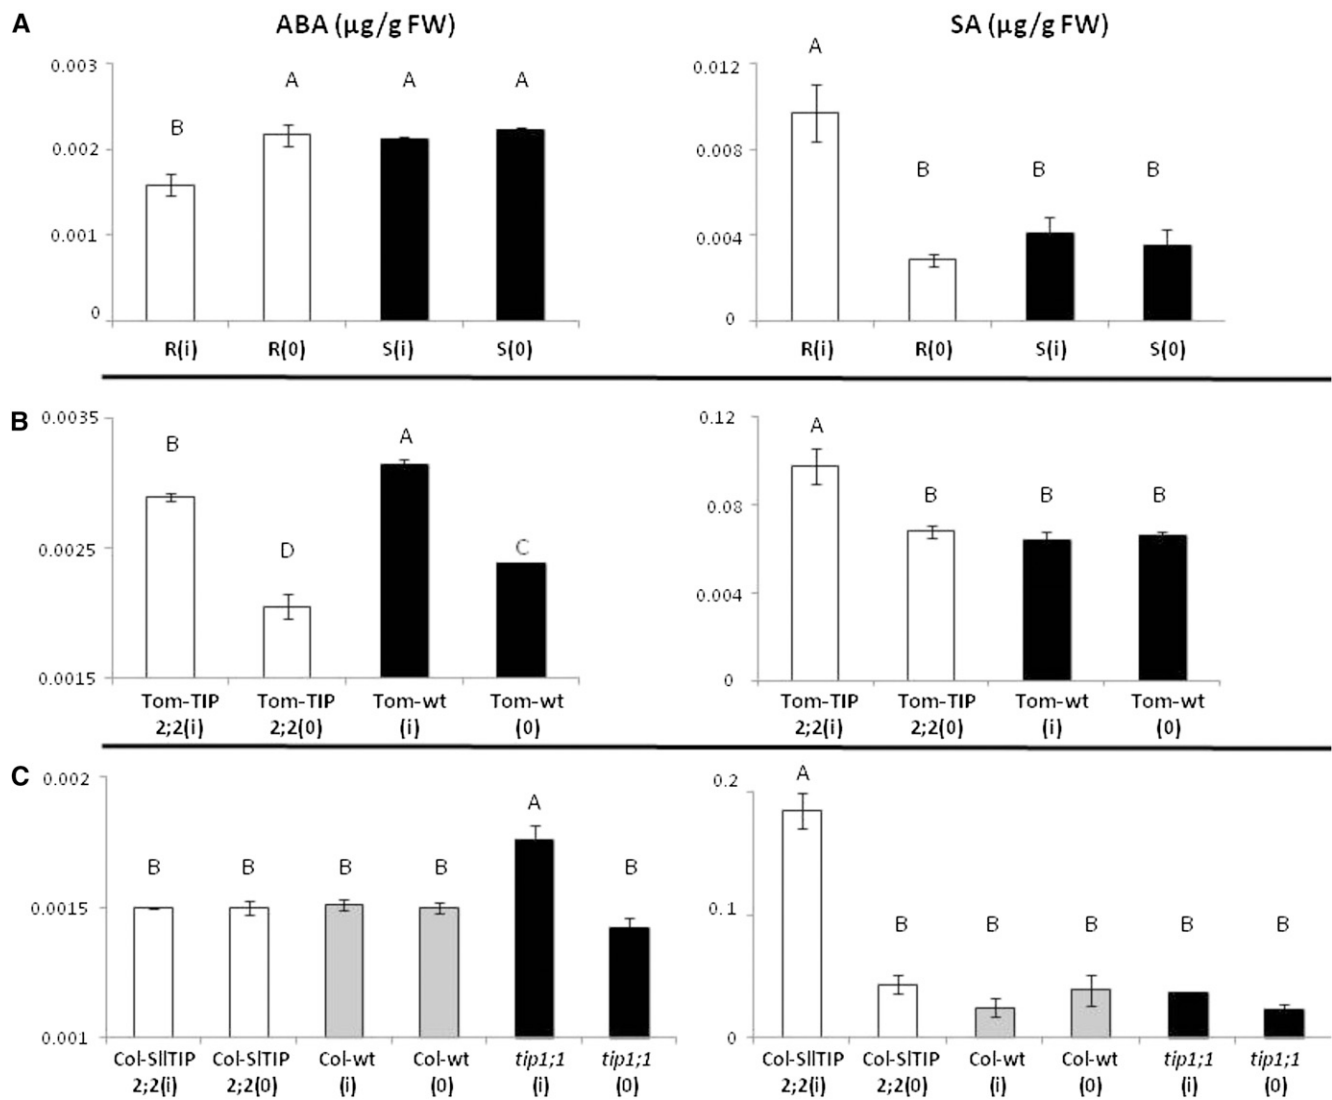 A
ABA (µg/g FW)
SA (µg/g FW)
0.003
0.002
0.001
0
B
A
A
A
R(i)
R(0)
S(i)
S(0)
0.012
0.008
0.004
0
A
B
B
B
R(i)
R(0)
S(i)
S(0)
B
0.0035
0.0025
0.0015
B
D
A
C
Tom-TIP
2;2(i)
Tom-TIP
2;2(0)
Tom-wt
(i)
Tom-wt
(0)
0.12
0.08
0.004
0
A
B
B
B
Tom-TIP
2;2(i)
Tom-TIP
2;2(0)
Tom-wt
(i)
Tom-wt
(0)
C
0.002
0.0015
0.001
B
B
B
B
A
B
Col-SllTIP
2;2(i)
Col-SlTIP
2;2(0)
Col-wt
(i)
Col-wt
(0)
tip1;1
(i)
tip1;1
(0)
0.2
0.1
0
A
B
B
B
B
B
Col-SllTIP
2;2(i)
Col-SlTIP
2;2(0)
Col-wt
(i)
Col-wt
(0)
tip1;1
(i)
tip1;1
(0)